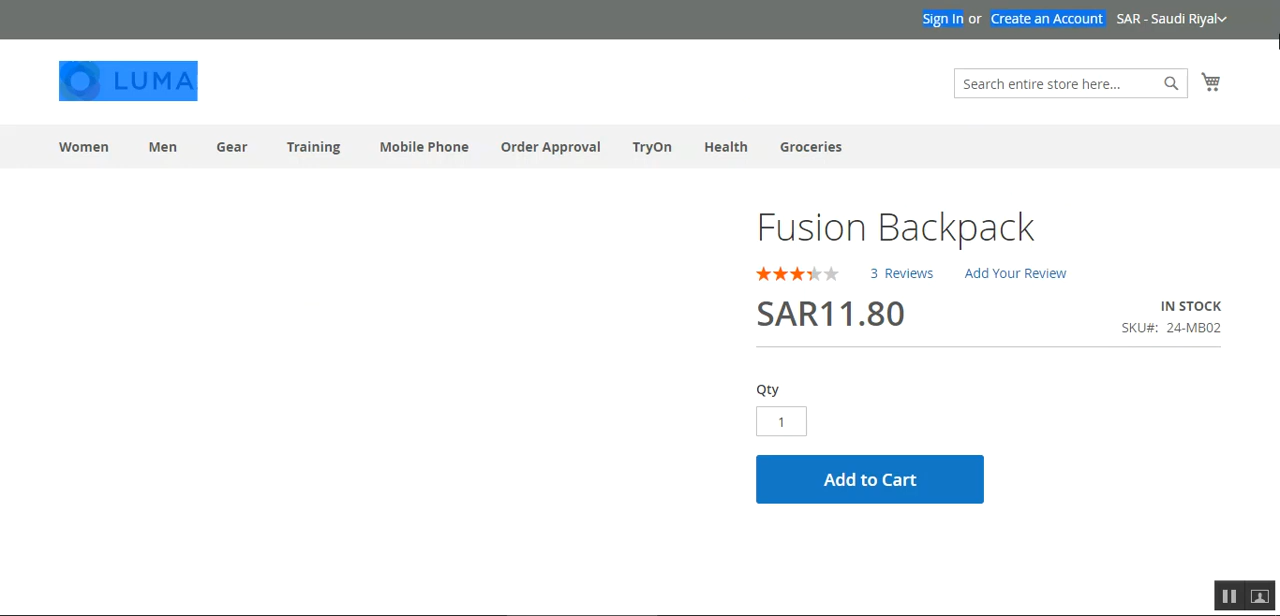 Sign In or Create an Account SAR - Saudi Riyal
LUMA
Search entire store here...
Women Men Gear Training Mobile Phone Order Approval TryOn Health Groceries
Fusion Backpack
3 Reviews Add Your Review
SAR11.80
IN STOCK
SKU#: 24-MB02
Qty
1
Add to Cart